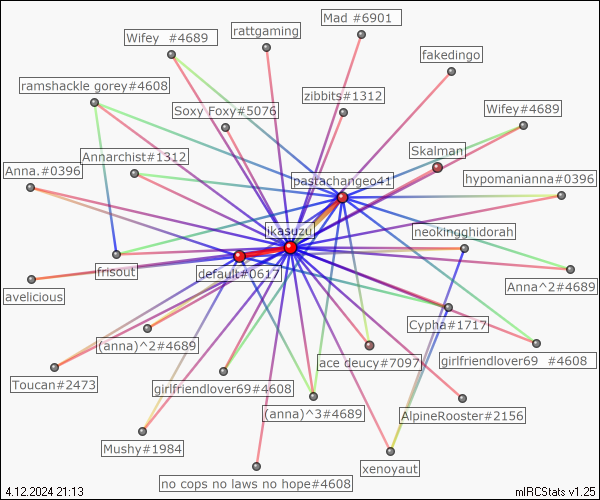 Mad #6901
Wifey  #4689
rattgaming
fakedingo
ramshackle gorey#4608
zibbits#1312
Soxy Foxy#5076
Wifey#4689
Annarchist#1312
Skalman
Anna.#0396
pastachangeo41
hypomanianna#0396
ikasuzu
neokingghidorah
frisout
default#0617
Anna^2#4689
avelicious
Cypha#1717
(anna)^2#4689
ace deucy#7097
girlfriendlover69  #4608
Toucan#2473
girlfriendlover69#4608
(anna)^3#4689
AlpineRooster#2156
Mushy#1984
xenoyaut
no cops no laws no hope#4608
4.12.2024 21:13
mIRCStats v1.25